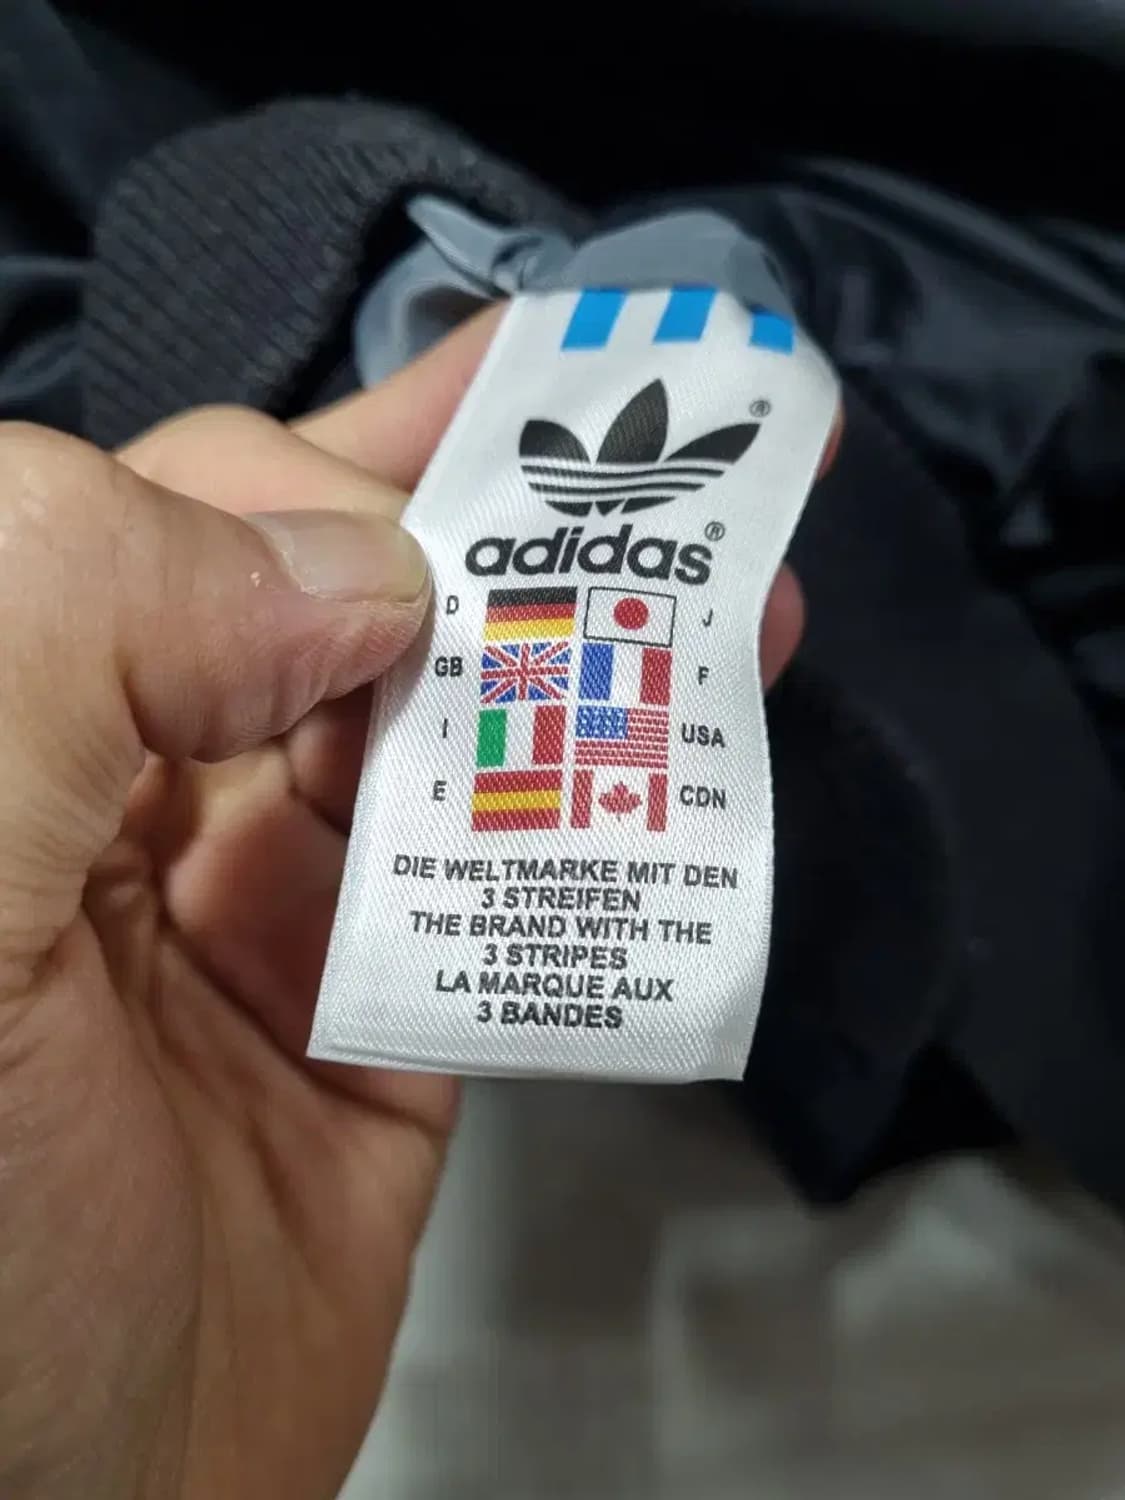 ®
adidas®
D J
GB F
I USA
E CDN
DIE WELTMARKE MIT DEN
3 STREIFEN
THE BRAND WITH THE
3 STRIPES
LA MARQUE AUX
3 BANDES